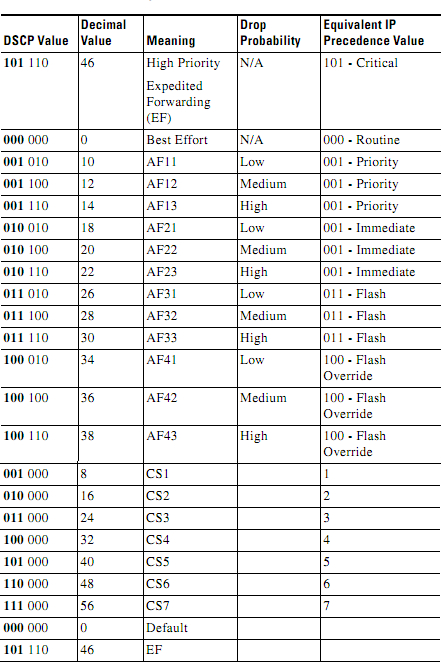 DSCP Value Decimal Value Meaning Drop Probability Equivalent IP Precedence Value
101 110 46 High Priority Expedited Forwarding (EF) N/A 101 - Critical
000 000 0 Best Effort N/A 000 - Routine
001 010 10 AF11 Low 001 - Priority
001 100 12 AF12 Medium 001 - Priority
001 110 14 AF13 High 001 - Priority
010 010 18 AF21 Low 001 - Immediate
010 100 20 AF22 Medium 001 - Immediate
010 110 22 AF23 High 001 - Immediate
011 010 26 AF31 Low 011 - Flash
011 100 28 AF32 Medium 011 - Flash
011 110 30 AF33 High 011 - Flash
100 010 34 AF41 Low 100 - Flash Override
100 100 36 AF42 Medium 100 - Flash Override
100 110 38 AF43 High 100 - Flash Override
001 000 8 CS1 1
010 000 16 CS2 2
011 000 24 CS3 3
100 000 32 CS4 4
101 000 40 CS5 5
110 000 48 CS6 6
111 000 56 CS7 7
000 000 0 Default
101 110 46 EF